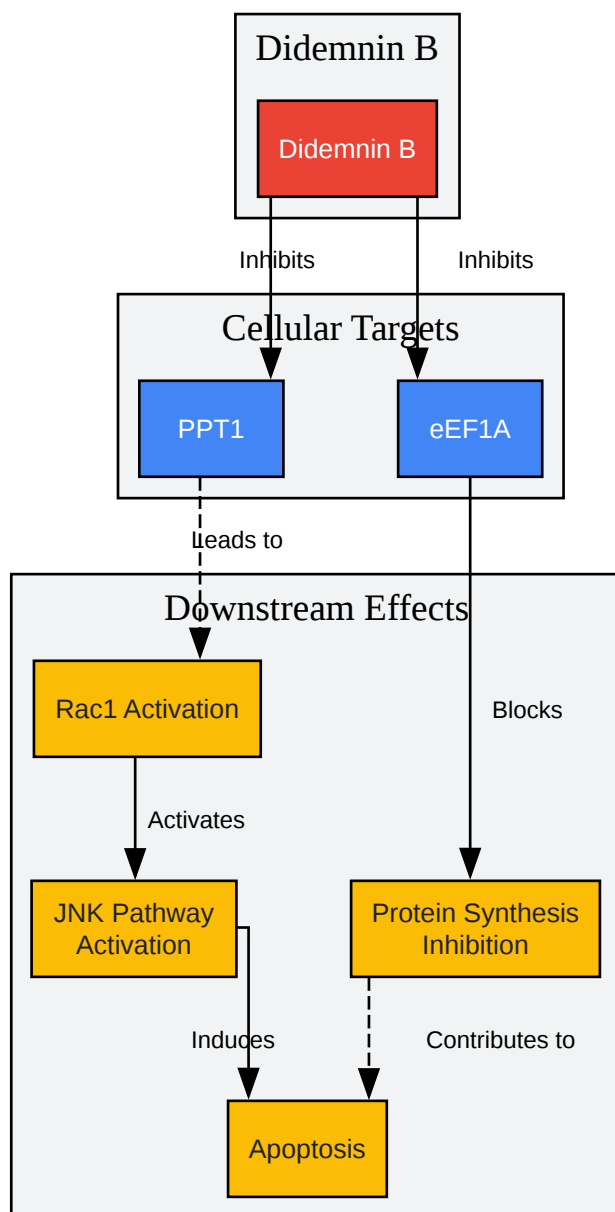 Didemnin B
Didemnin B
Inhibits
Inhibits
Cellular Targets
PPT1
eEF1A
Leads to
Downstream Effects
Rac1 Activation
Blocks
Activates
JNK Pathway
Activation
Protein Synthesis
Inhibition
Induces
Contributes to
Apoptosis